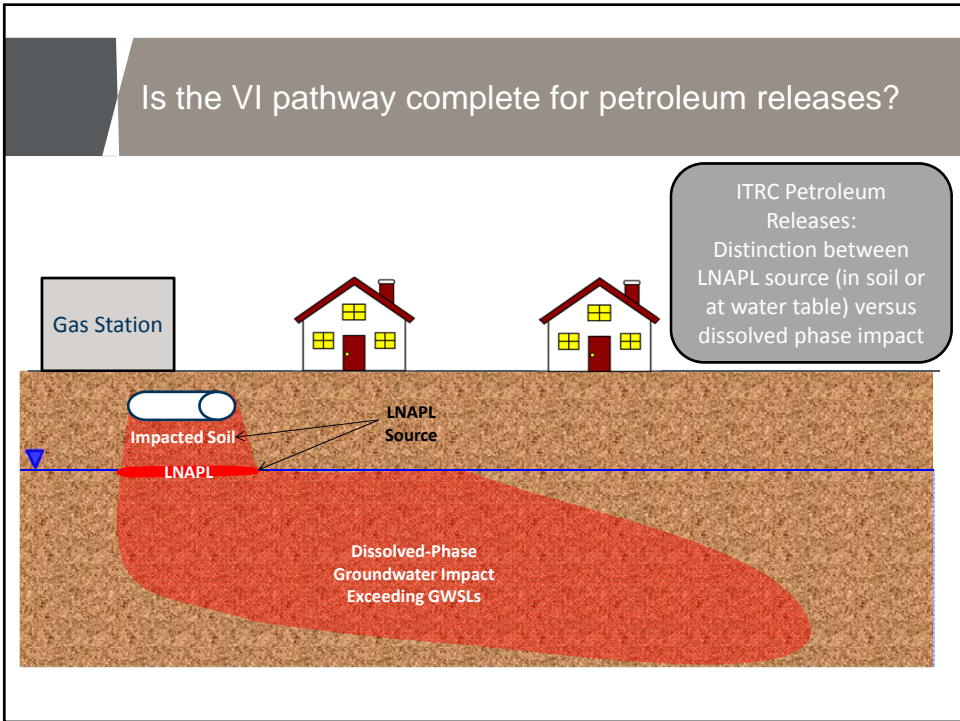 Is the VI pathway complete for petroleum releases?
ITRC Petroleum
Releases:
Distinction between
LNAPL source (in soil or
at water table) versus
dissolved phase impact
Gas Station
LNAPL
Source
Impacted Soil
LNAPL
Dissolved-Phase
Groundwater Impact
Exceeding GWSLs